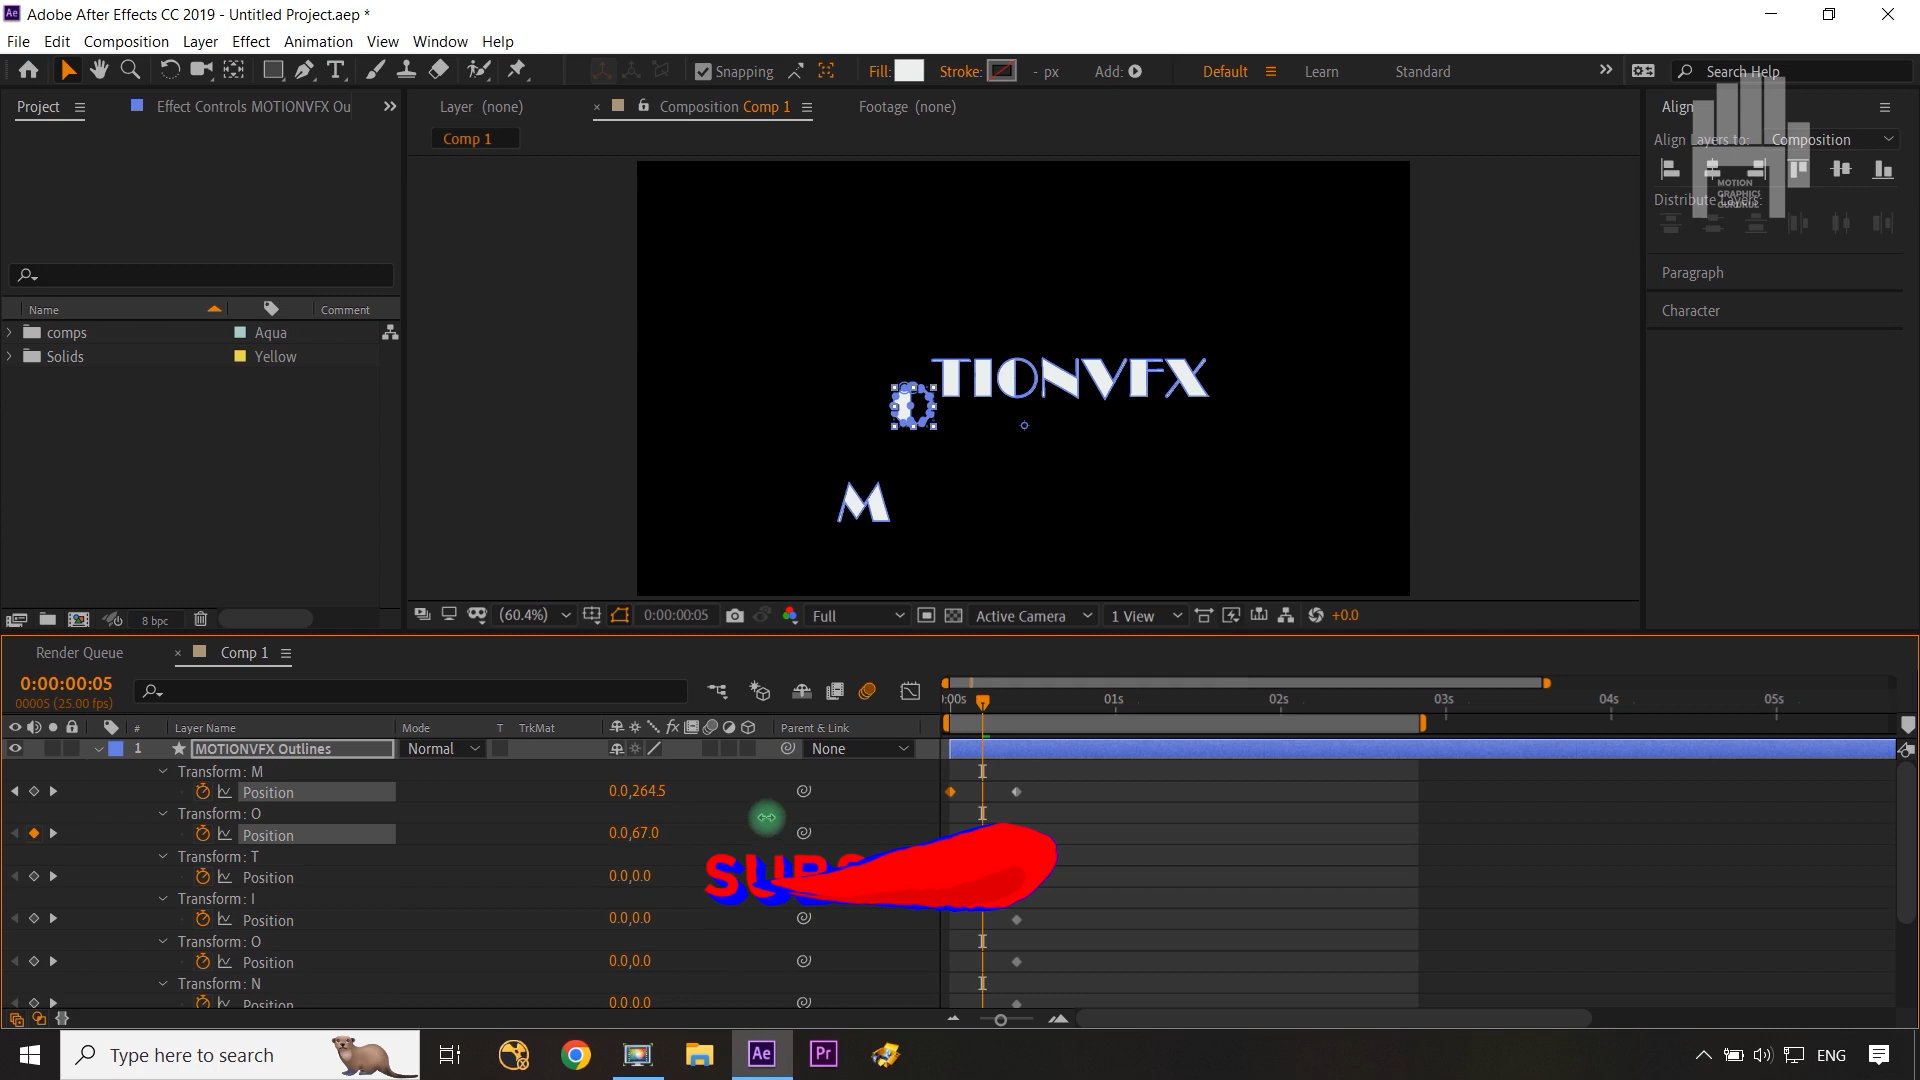 Adobe After Effects CC 2019 - Untitled Project.aep *
File Edit Composition Layer Effect Animation View Window Help
Snapping Fill: Stroke: - px Add: Default Learn Standard Search Help
Project Effect Controls MOTIONVFX Ou Layer (none) Composition Comp 1 Footage (none) Align
Comp 1 Align Layers to: Composition
MOTION
GRAPHICS
Distribute Layers:
Paragraph
Name Comment Character
comps Aqua
Solids Yellow
TIONVFX
O
M
8 bpc (60.4%) 0:00:00:05 Full Active Camera 1 View +0.0
Render Queue Comp 1
0:00:00:05
00005 (25.00 fps) :00s 01s 02s 03s 04s 05s
# Layer Name Mode T TrkMat fx Parent & Link
1 MOTIONVFX Outlines Normal None
Transform: M
Position 0.0,264.5
Transform: O
Position 0.0,67.0
Transform: T
Position 0.0,0.0
SUBS
Transform: I
Position 0.0,0.0
Transform: O
Position 0.0,0.0
Transform: N
Position 0.0,0.0
Type here to search Ae Pr ENG